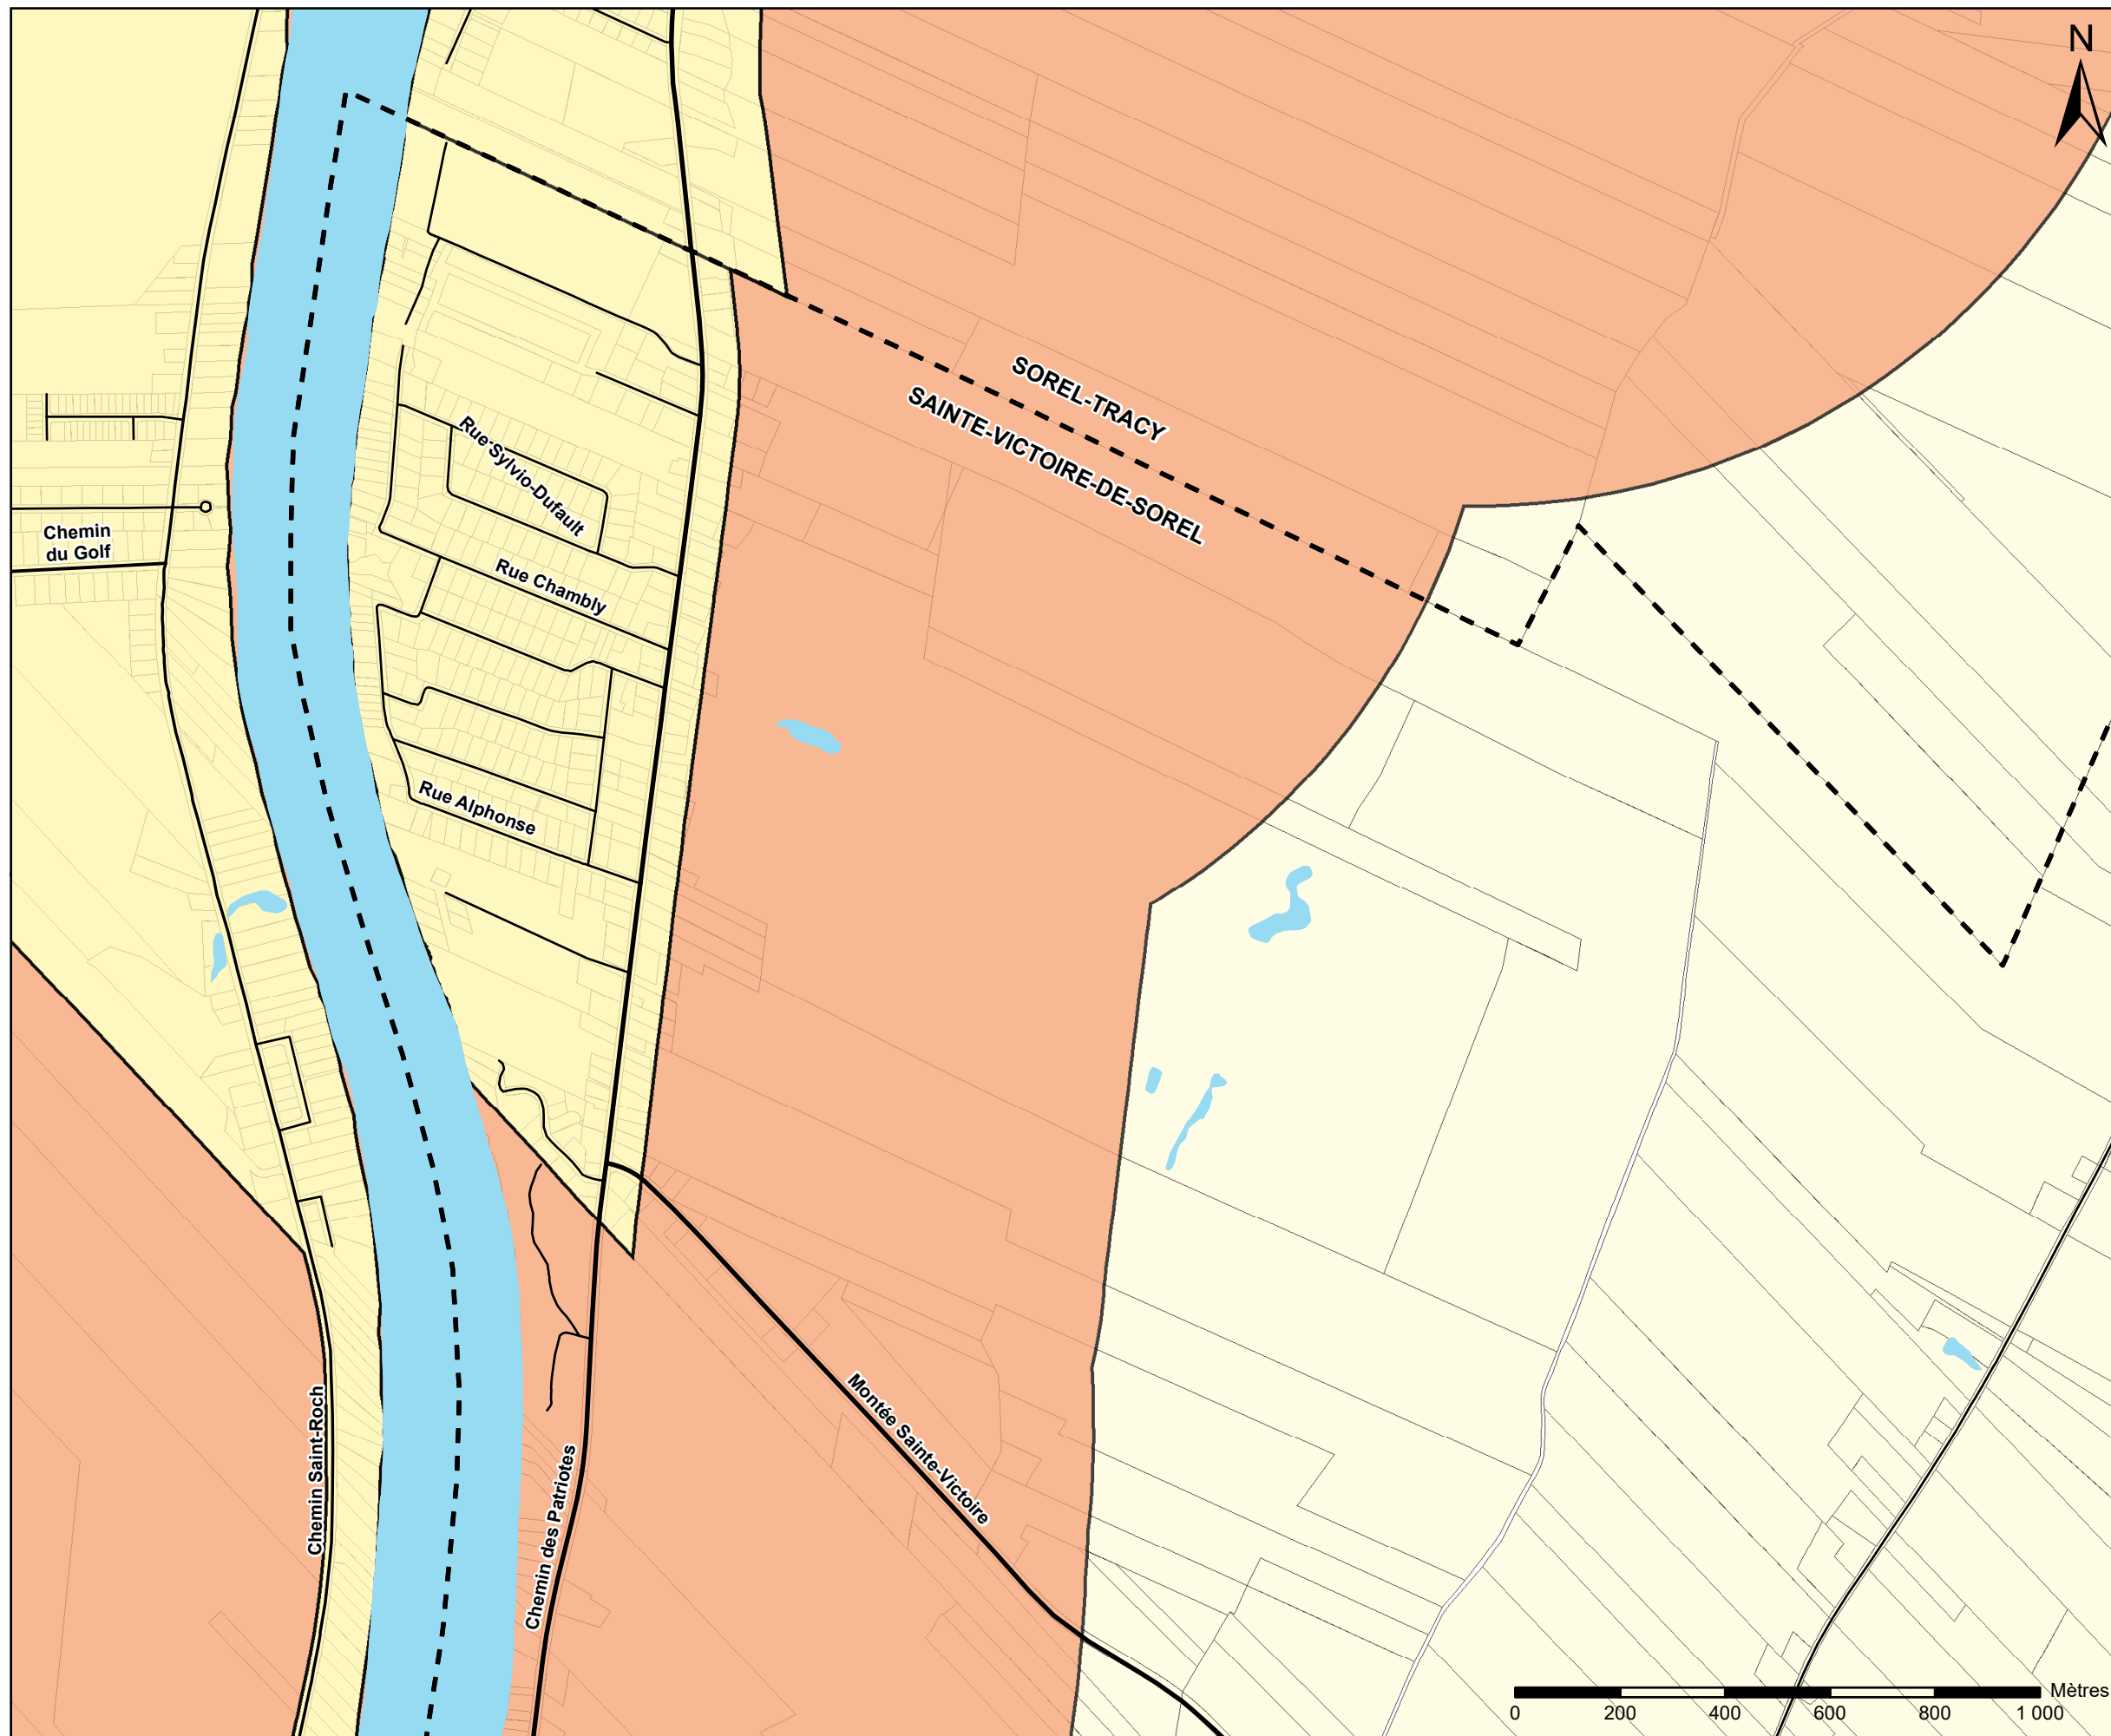 N
SOREL-TRACY
SAINTE-VICTOIRE-DE-SOREL
Rue Sylvio-Dufault
Chemin
du Golf
Rue Chambly
Rue Alphonse
Montée Sainte-Victoire
Chemin Saint-Roch
Chemin des Patriotes
Mètres
0 200 400 600 800 1 000